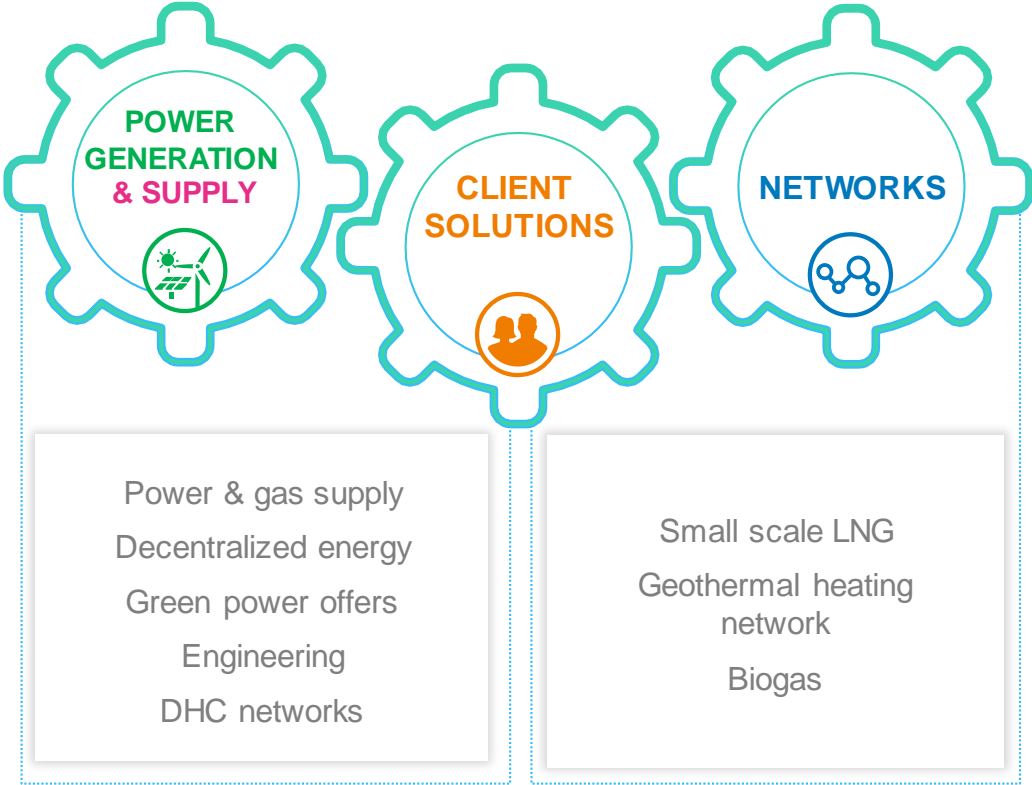 POWER
GENERATION
& SUPPLY
CLIENT
SOLUTIONS
NETWORKS
Power & gas supply
Decentralized energy
Green power offers
Engineering
DHC networks
Small scale LNG
Geothermal heating
network
Biogas